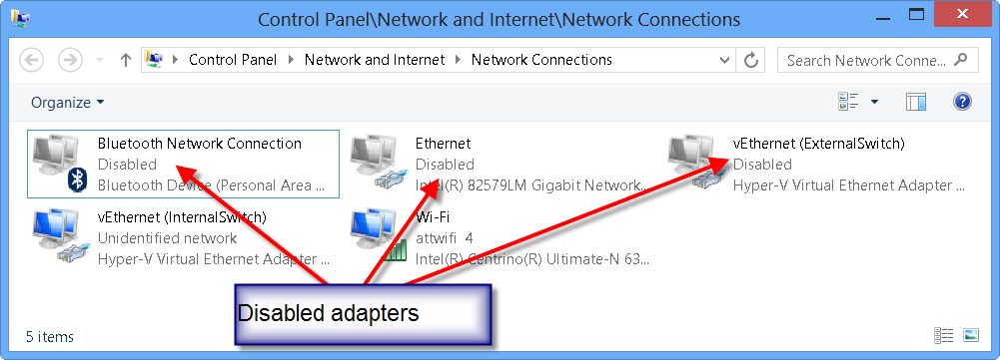 Control Panel\Network and Internet\Network Connections
Control Panel Network and Internet Network Connections
Search Network Conne...
Organize
Bluetooth Network Connection
Disabled
Bluetooth Device (Personal Area ...
Ethernet
Disabled
Intel(R) 82579LM Gigabit Network...
vEthernet (ExternalSwitch)
Disabled
Hyper-V Virtual Ethernet Adapter ...
vEthernet (InternalSwitch)
Unidentified network
Hyper-V Virtual Ethernet Adapter ...
Wi-Fi
attwifi 4
Intel(R) Centrino(R) Ultimate-N 63...
Disabled adapters
5 items